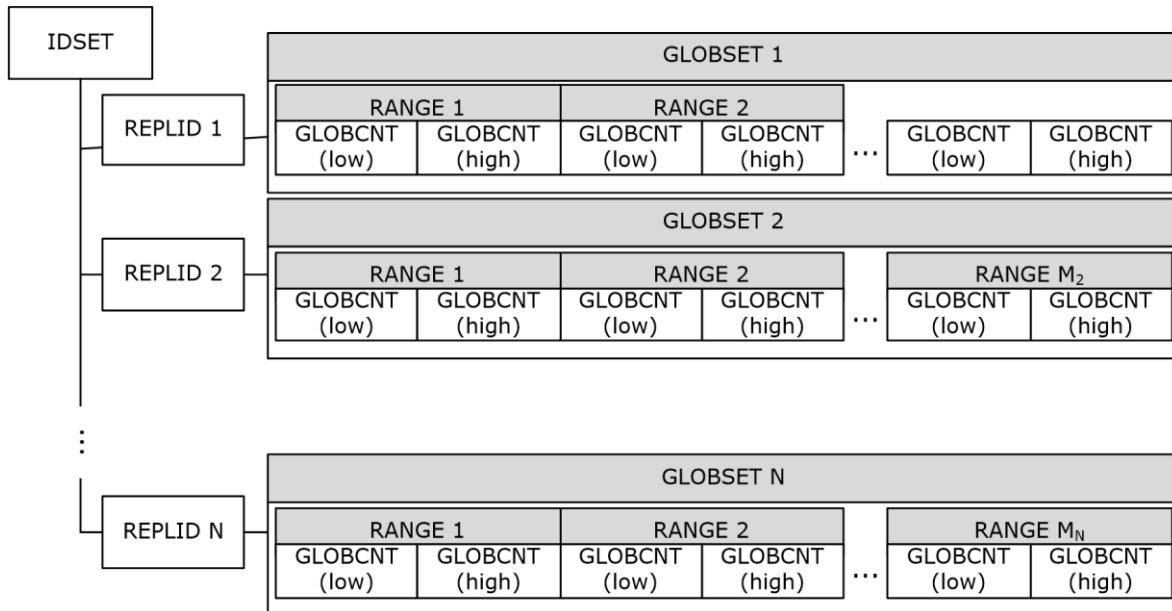 IDSET
GLOBSET 1
REPLID 1
RANGE 1 RANGE 2
GLOBCNT GLOBCNT GLOBCNT GLOBCNT ... GLOBCNT GLOBCNT
(low) (high) (low) (high) (low) (high)
GLOBSET 2
REPLID 2
RANGE 1 RANGE 2 RANGE M₂
GLOBCNT GLOBCNT GLOBCNT GLOBCNT ... GLOBCNT GLOBCNT
(low) (high) (low) (high) (low) (high)
...
GLOBSET N
REPLID N
RANGE 1 RANGE 2 RANGE M_N
GLOBCNT GLOBCNT GLOBCNT GLOBCNT ... GLOBCNT GLOBCNT
(low) (high) (low) (high) (low) (high)